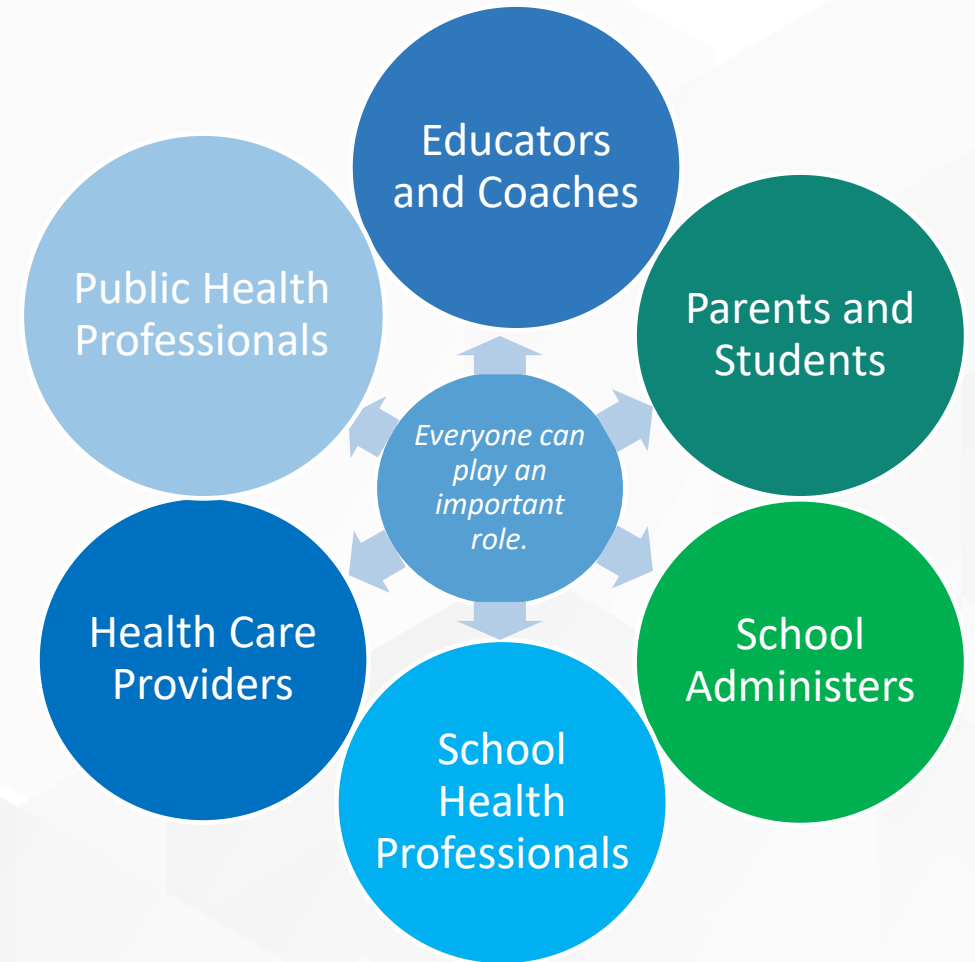 Educators
and Coaches
Public Health
Professionals
Parents and
Students
Everyone can
play an
important
role.
Health Care
Providers
School
Administers
School
Health
Professionals